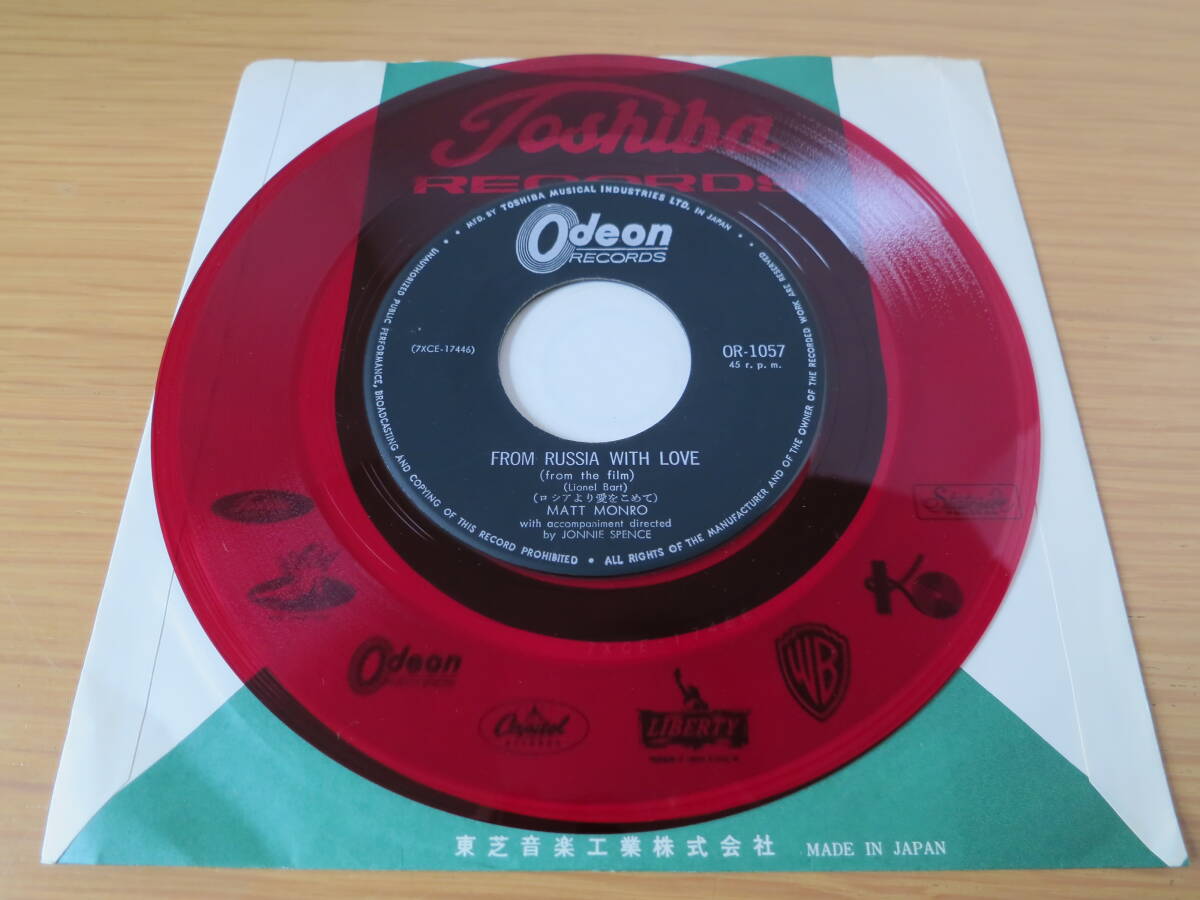 Toshiba
RECORDS
MFD. BY TOSHIBA MUSICAL INDUSTRIES LTD. IN JAPAN
Odeon
RECORDS
(7XCE-17446)
OR-1057
45 r. p. m.
FROM RUSSIA WITH LOVE
(from the film)
(Lionel Bart)
(ロシアより愛をこめて)
MATT MONRO
with accompaniment directed
by JONNIE SPENCE
UNAUTHORIZED PUBLIC PERFORMANCE, BROADCASTING AND COPYING OF THIS RECORD PROHIBITED • ALL RIGHTS OF THE MANUFACTURER AND OF THE OWNER OF THE RECORDED WORK ARE RESERVED
7XCE-17446
Odeon
Capitol
RECORDS
LIBERTY
WB
K
東芝音楽工業株式会社 MADE IN JAPAN